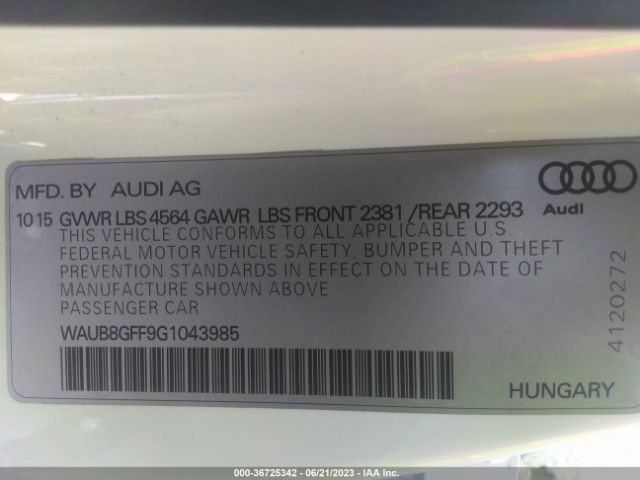 MFD. BY AUDI AG
Audi
10 15 GVWR LBS 4564 GAWR LBS FRONT 2381 /REAR 2293
THIS VEHICLE CONFORMS TO ALL APPLICABLE U.S.
FEDERAL MOTOR VEHICLE SAFETY, BUMPER AND THEFT
PREVENTION STANDARDS IN EFFECT ON THE DATE OF
MANUFACTURE SHOWN ABOVE
PASSENGER CAR
WAUB8GFF9G1043985
4120272
HUNGARY
000-36725342 - 06/21/2023 - IAA Inc.